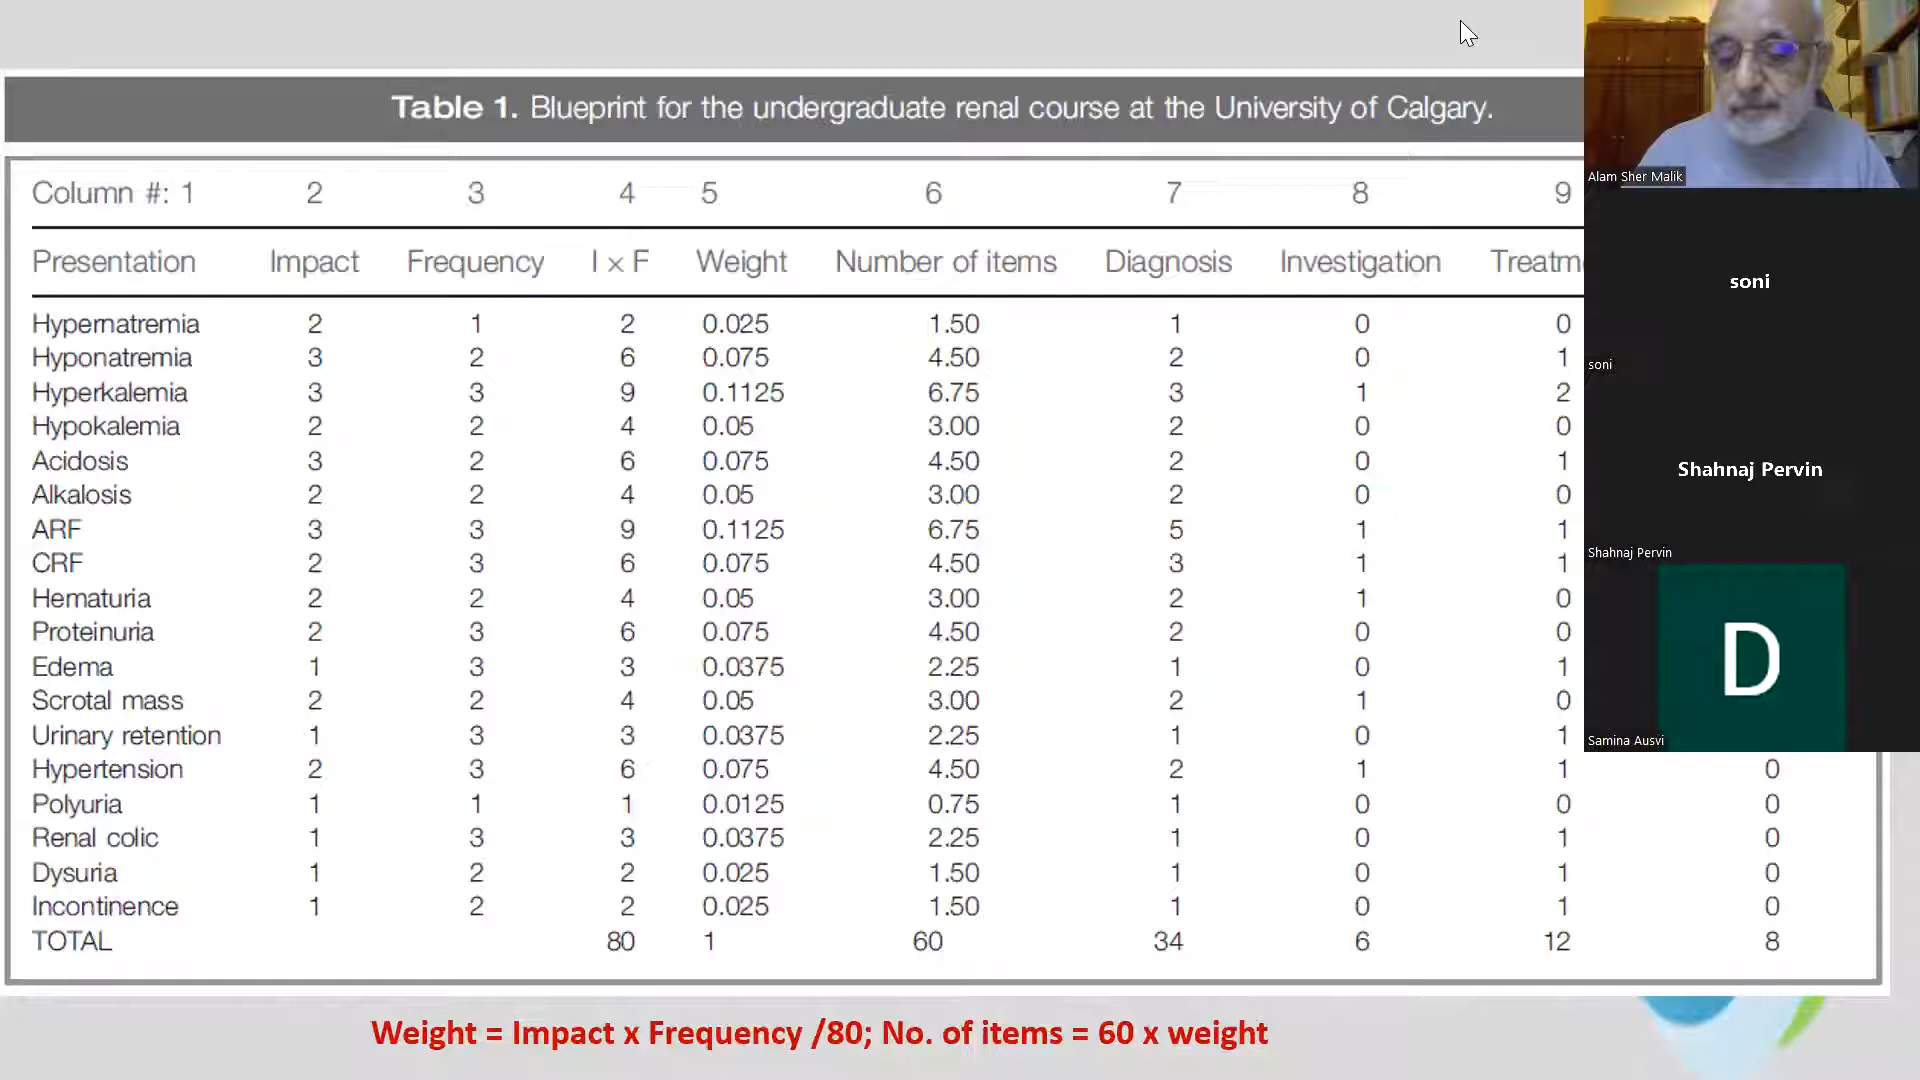 Table 1. Blueprint for the undergraduate renal course at the University of Calgary.
Column #: 1 2 3 4 5 6 7 8 9
Presentation Impact Frequency I × F Weight Number of items Diagnosis Investigation Treatm
Hypernatremia 2 1 2 0.025 1.50 1 0 0
Hyponatremia 3 2 6 0.075 4.50 2 0 1
Hyperkalemia 3 3 9 0.1125 6.75 3 1 2
Hypokalemia 2 2 4 0.05 3.00 2 0 0
Acidosis 3 2 6 0.075 4.50 2 0 1
Alkalosis 2 2 4 0.05 3.00 2 0 0
ARF 3 3 9 0.1125 6.75 5 1 1
CRF 2 3 6 0.075 4.50 3 1 1
Hematuria 2 2 4 0.05 3.00 2 1 0
Proteinuria 2 3 6 0.075 4.50 2 0 0
Edema 1 3 3 0.0375 2.25 1 0 1
Scrotal mass 2 2 4 0.05 3.00 2 1 0
Urinary retention 1 3 3 0.0375 2.25 1 0 1
Hypertension 2 3 6 0.075 4.50 2 1 1 0
Polyuria 1 1 1 0.0125 0.75 1 0 0 0
Renal colic 1 3 3 0.0375 2.25 1 0 1 0
Dysuria 1 2 2 0.025 1.50 1 0 1 0
Incontinence 1 2 2 0.025 1.50 1 0 1 0
TOTAL 80 1 60 34 6 12 8
Weight = Impact x Frequency /80; No. of items = 60 x weight
Alam Sher Malik
soni
soni
Shahnaj Pervin
Shahnaj Pervin
D
Samina Ausvi